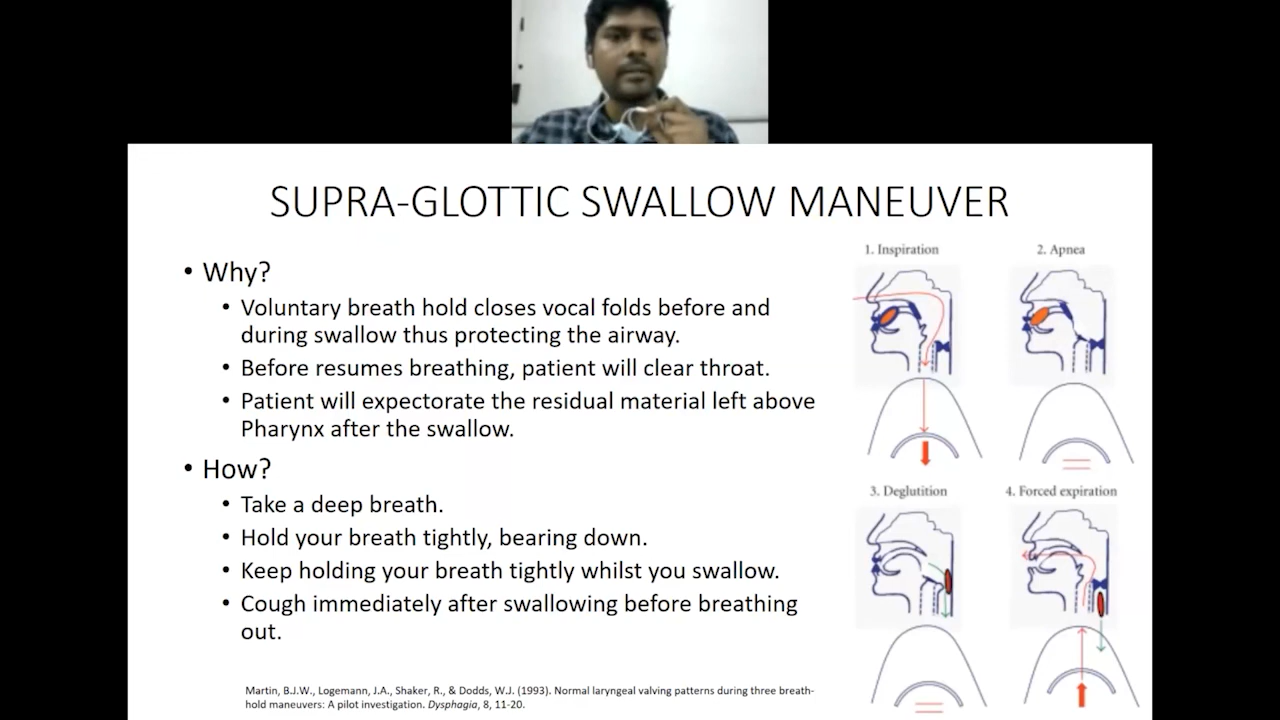 SUPRA-GLOTTIC SWALLOW MANEUVER
• Why?
• Voluntary breath hold closes vocal folds before and
during swallow thus protecting the airway.
• Before resumes breathing, patient will clear throat.
• Patient will expectorate the residual material left above
Pharynx after the swallow.
• How?
• Take a deep breath.
• Hold your breath tightly, bearing down.
• Keep holding your breath tightly whilst you swallow.
• Cough immediately after swallowing before breathing
out.
1. Inspiration
2. Apnea
3. Deglutition
4. Forced expiration
Martin, B.J.W., Logemann, J.A., Shaker, R., & Dodds, W.J. (1993). Normal laryngeal valving patterns during three breath-
hold maneuvers: A pilot investigation. Dysphagia, 8, 11-20.